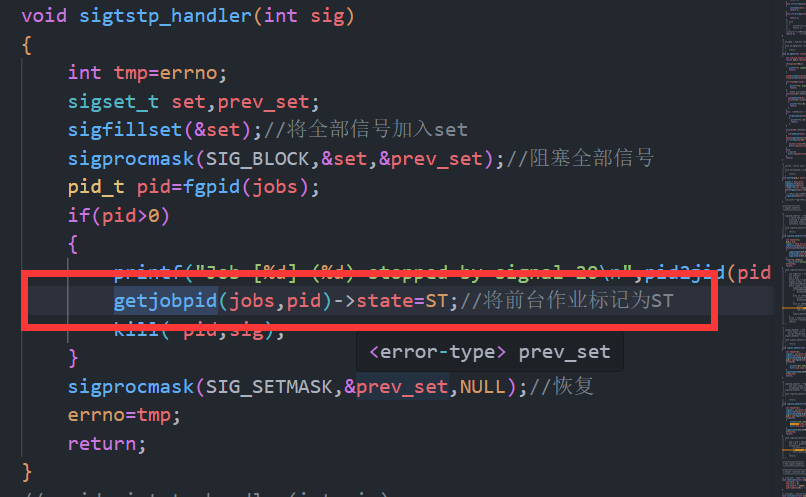 void sigtstp_handler(int sig)
{
int tmp=errno;
sigset_t set,prev_set;
sigfillset(&set);//将全部信号加入set
sigprocmask(SIG_BLOCK,&set,&prev_set);//阻塞全部信号
pid_t pid=fgpid(jobs);
if(pid>0)
{
printf("Job [%d] (%d) stopped by signal 20\n",pid2jid(pid
getjobpid(jobs,pid)->state=ST;//将前台作业标记为ST
kill(-pid,sig);
}
<error-type> prev_set
sigprocmask(SIG_SETMASK,&prev_set,NULL);//恢复
errno=tmp;
return;
}